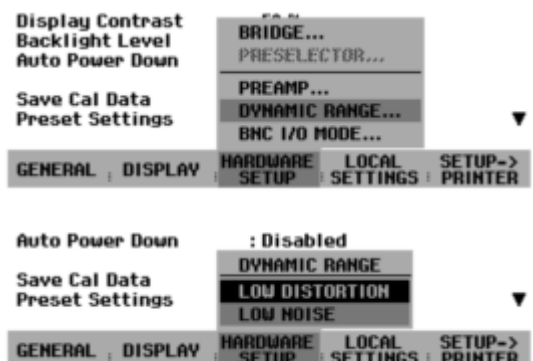 Display Contrast
BRIDGE...
Backlight Level
PRESELECTOR...
Auto Power Down
PREAMP...
Save Cal Data
DYNAMIC RANGE...
Preset Settings
BNC I/O MODE...
▼
GENERAL DISPLAY HARDWARE SETUP LOCAL SETTINGS SETUP-> PRINTER
Auto Power Down : Disabled
DYNAMIC RANGE
Save Cal Data
LOW DISTORTION
Preset Settings
LOW NOISE
▼
GENERAL DISPLAY HARDWARE SETUP LOCAL SETTINGS SETUP-> PRINTER